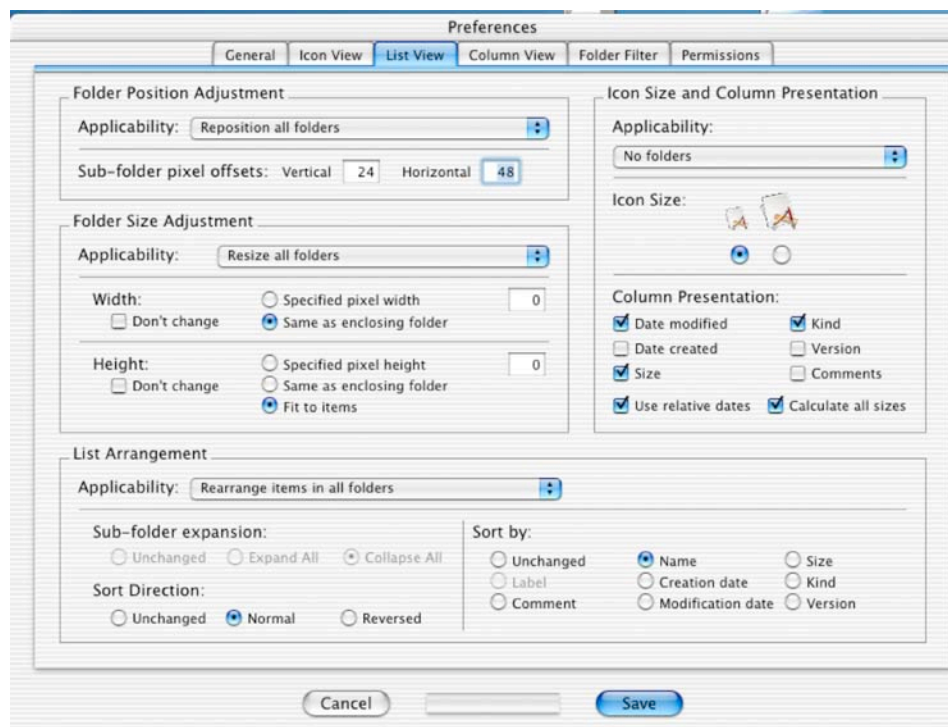 Preferences
General Icon View List View Column View Folder Filter Permissions
Folder Position Adjustment
Applicability: Reposition all folders
Sub-folder pixel offsets: Vertical 24 Horizontal 48
Folder Size Adjustment
Applicability: Resize all folders
Width: Specified pixel width 0
Don't change Same as enclosing folder
Height: Specified pixel height 0
Don't change Same as enclosing folder
Fit to items
Icon Size and Column Presentation
Applicability:
No folders
Icon Size:
Column Presentation:
Date modified Kind
Date created Version
Size Comments
Use relative dates Calculate all sizes
List Arrangement
Applicability: Rearrange items in all folders
Sub-folder expansion:
Unchanged Expand All Collapse All
Sort Direction:
Unchanged Normal Reversed
Sort by:
Unchanged Name Size
Label Creation date Kind
Comment Modification date Version
Cancel Save